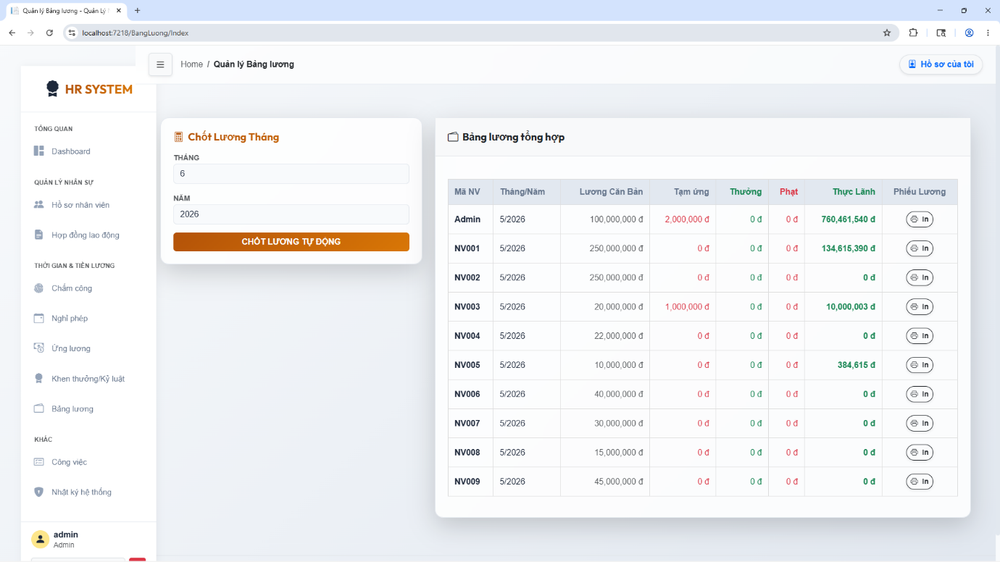 Quản lý Bảng lương - Quản Lý
localhost:7218/BangLuong/Index
Home / Quản lý Bảng lương
Hồ sơ của tôi
HR SYSTEM
TỔNG QUAN
Dashboard
QUẢN LÝ NHÂN SỰ
Hồ sơ nhân viên
Hợp đồng lao động
THỜI GIAN & TIỀN LƯƠNG
Chấm công
Nghỉ phép
Ứng lương
Khen thưởng/Kỷ luật
Bảng lương
KHÁC
Công việc
Nhật ký hệ thống
admin
Admin
Chốt Lương Tháng
THÁNG
6
NĂM
2026
CHỐT LƯƠNG TỰ ĐỘNG
Bảng lương tổng hợp
Mã NV Tháng/Năm Lương Căn Bản Tạm ứng Thưởng Phạt Thực Lãnh Phiếu Lương
Admin 5/2026 100,000,000 đ 2,000,000 đ 0 đ 0 đ 760,461,540 đ In
NV001 5/2026 250,000,000 đ 0 đ 0 đ 0 đ 134,615,390 đ In
NV002 5/2026 250,000,000 đ 0 đ 0 đ 0 đ 0 đ In
NV003 5/2026 20,000,000 đ 1,000,000 đ 0 đ 0 đ 10,000,003 đ In
NV004 5/2026 22,000,000 đ 0 đ 0 đ 0 đ 0 đ In
NV005 5/2026 10,000,000 đ 0 đ 0 đ 0 đ 384,615 đ In
NV006 5/2026 40,000,000 đ 0 đ 0 đ 0 đ 0 đ In
NV007 5/2026 30,000,000 đ 0 đ 0 đ 0 đ 0 đ In
NV008 5/2026 15,000,000 đ 0 đ 0 đ 0 đ 0 đ In
NV009 5/2026 45,000,000 đ 0 đ 0 đ 0 đ 0 đ In